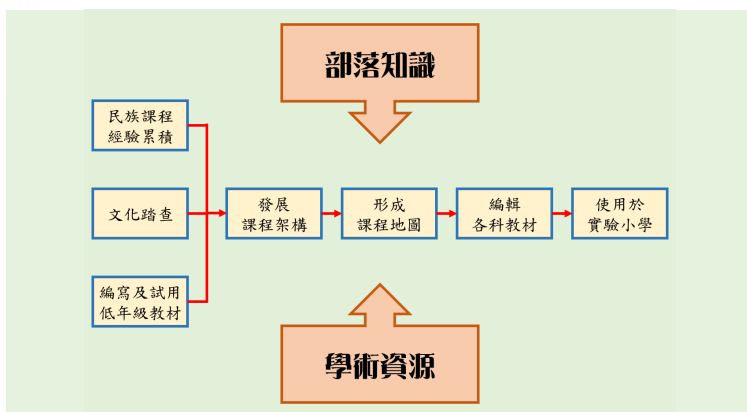 部落知識
民族課程
經驗累積
文化踏查
編寫及試用
低年級教材
發展
課程架構
形成
課程地圖
編輯
各科教材
使用於
實驗小學
學術資源